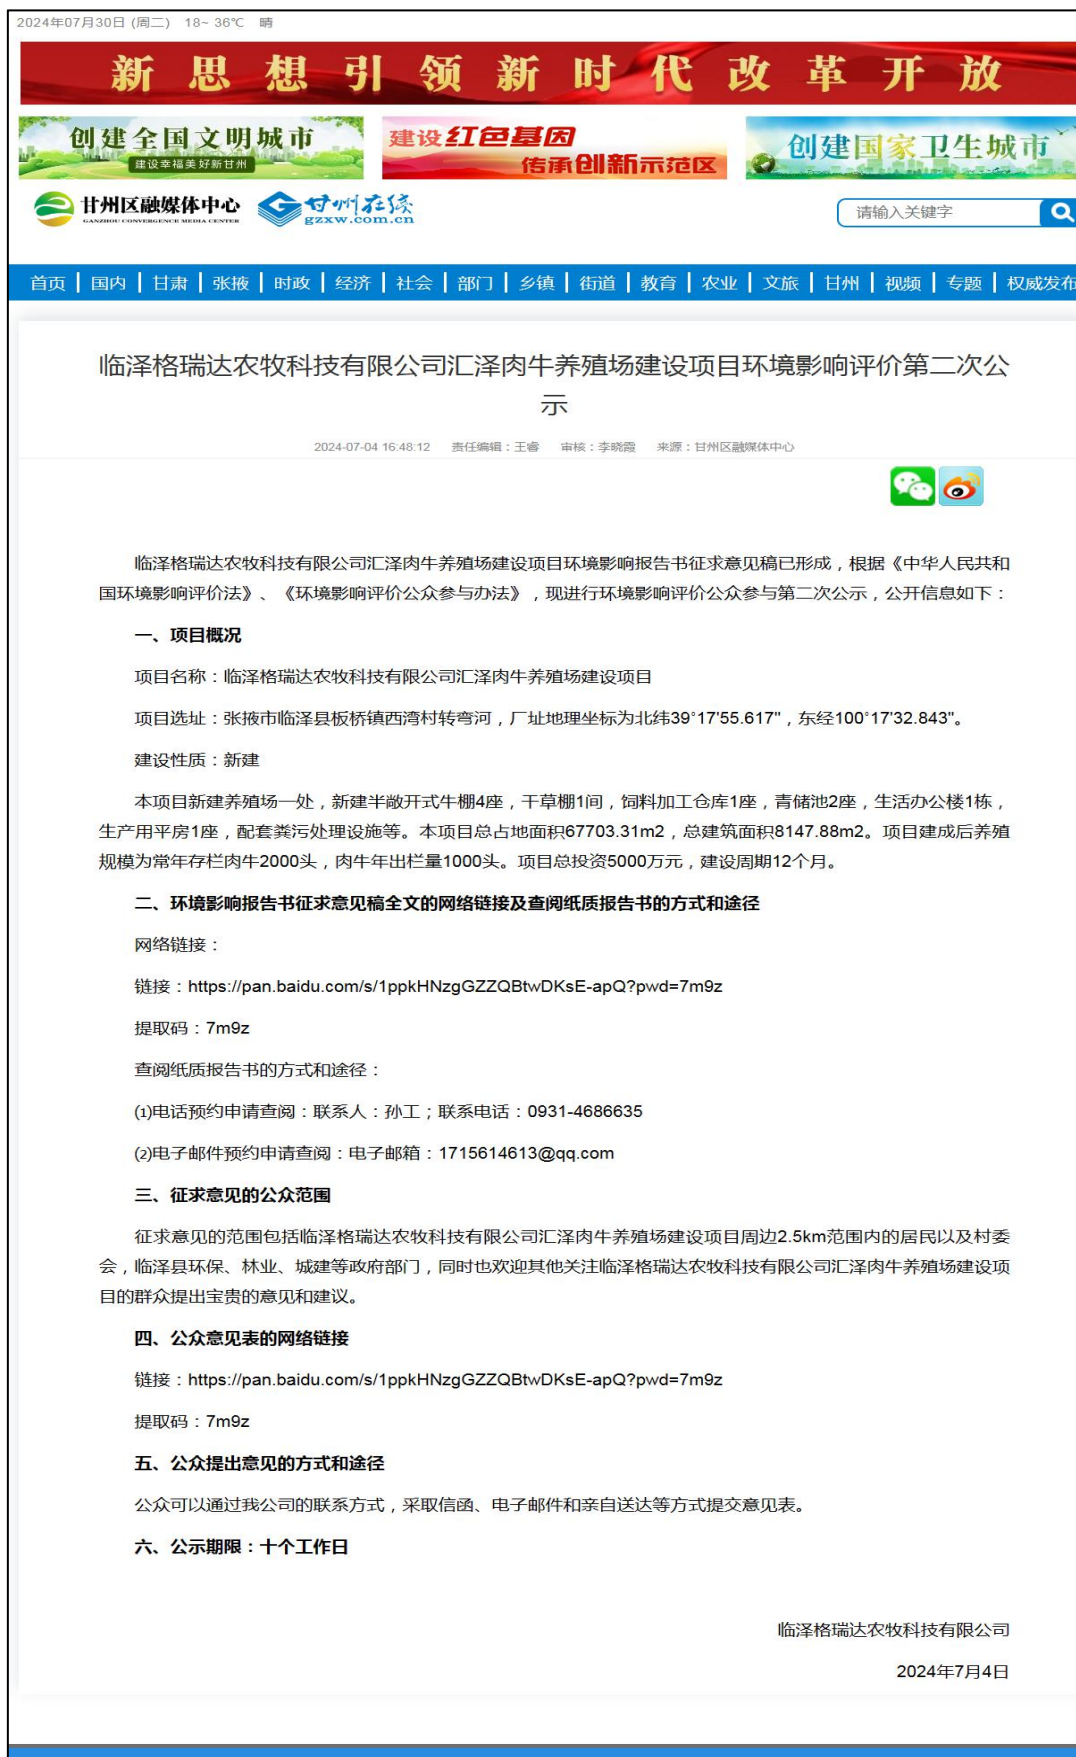 2024年07月30日 (周二) 18~ 36℃ 晴
新思想引领新时代改革开放
创建全国文明城市
建设幸福美好新甘州
建设红色基因
传承创新示范区
创建国家卫生城市
甘州区融媒体中心
GANZHOU CONVERGENCE MEDIA CENTER
甘州在线
gzxw.com.cn
请输入关键字
首页 | 国内 | 甘肃 | 张掖 | 时政 | 经济 | 社会 | 部门 | 乡镇 | 街道 | 教育 | 农业 | 文旅 | 甘州 | 视频 | 专题 | 权威发布
临泽格瑞达农牧科技有限公司汇泽肉牛养殖场建设项目环境影响评价第二次公
示
2024-07-04 16:48:12 责任编辑：王睿 审核：李晓霞 来源：甘州区融媒体中心
临泽格瑞达农牧科技有限公司汇泽肉牛养殖场建设项目环境影响报告书征求意见稿已形成，根据《中华人民共和
国环境影响评价法》、《环境影响评价公众参与办法》，现进行环境影响评价公众参与第二次公示，公开信息如下：
一、项目概况
项目名称：临泽格瑞达农牧科技有限公司汇泽肉牛养殖场建设项目
项目选址：张掖市临泽县板桥镇西湾村转弯河，厂址地理坐标为北纬39°17'55.617"，东经100°17'32.843"。
建设性质：新建
本项目新建养殖场一处，新建半敞开式牛棚4座，干草棚1间，饲料加工仓库1座，青储池2座，生活办公楼1栋，
生产用平房1座，配套粪污处理设施等。本项目总占地面积67703.31m2，总建筑面积8147.88m2。项目建成后养殖
规模为常年存栏肉牛2000头，肉牛年出栏量1000头。项目总投资5000万元，建设周期12个月。
二、环境影响报告书征求意见稿全文的网络链接及查阅纸质报告书的方式和途径
网络链接：
链接：https://pan.baidu.com/s/1ppkHNzgGZZQBtwDKsE-apQ?pwd=7m9z
提取码：7m9z
查阅纸质报告书的方式和途径：
⑴电话预约申请查阅：联系人：孙工；联系电话：0931-4686635
⑵电子邮件预约申请查阅：电子邮箱：1715614613@qq.com
三、征求意见的公众范围
征求意见的范围包括临泽格瑞达农牧科技有限公司汇泽肉牛养殖场建设项目周边2.5km范围内的居民以及村委
会，临泽县环保、林业、城建等政府部门，同时也欢迎其他关注临泽格瑞达农牧科技有限公司汇泽肉牛养殖场建设项
目的群众提出宝贵的意见和建议。
四、公众意见表的网络链接
链接：https://pan.baidu.com/s/1ppkHNzgGZZQBtwDKsE-apQ?pwd=7m9z
提取码：7m9z
五、公众提出意见的方式和途径
公众可以通过我公司的联系方式，采取信函、电子邮件和亲自送达等方式提交意见表。
六、公示期限：十个工作日
临泽格瑞达农牧科技有限公司
2024年7月4日